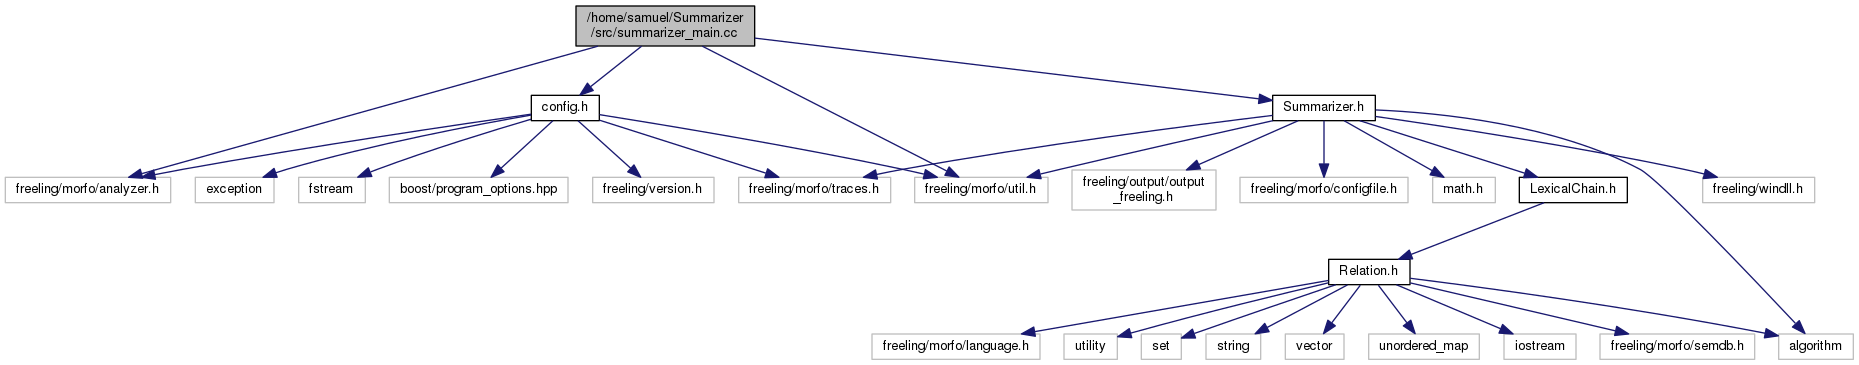 /home/samuel/Summarizer
/src/summarizer_main.cc
config.h
Summarizer.h
freeling/morfo/analyzer.h
exception
fstream
boost/program_options.hpp
freeling/version.h
freeling/morfo/traces.h
freeling/morfo/util.h
freeling/output/output
_freeling.h
freeling/morfo/configfile.h
math.h
LexicalChain.h
freeling/windll.h
Relation.h
freeling/morfo/language.h
utility
set
string
vector
unordered_map
iostream
freeling/morfo/semdb.h
algorithm